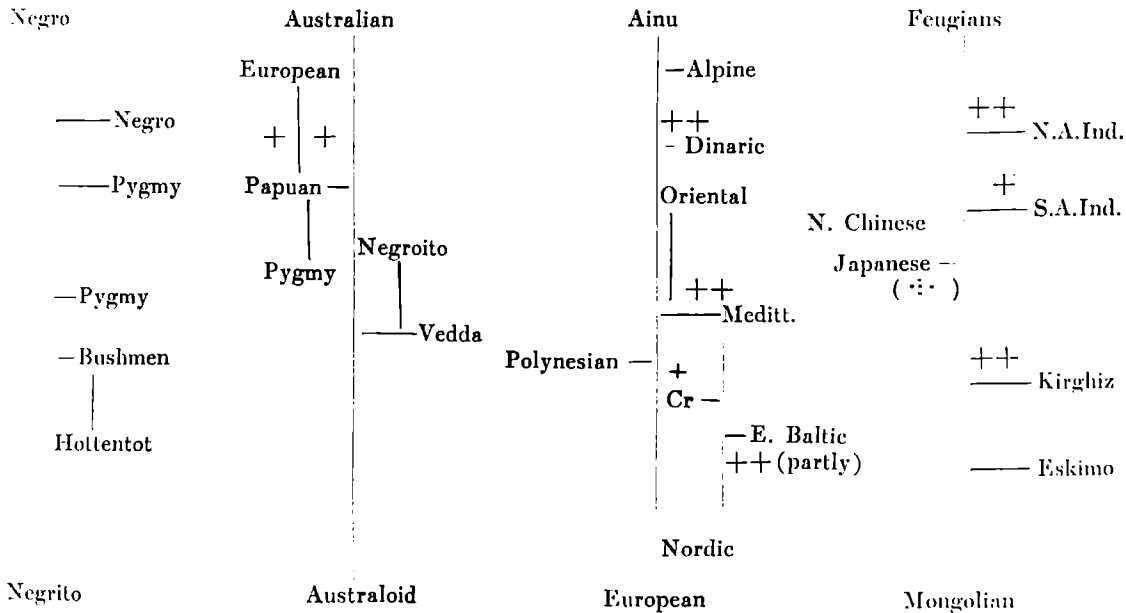 Negro Australian Ainu Feugians
European —Alpine
++
Negro + + ++ N.A.Ind.
- Dinaric
Pygmy Papuan Oriental + S.A.Ind.
N. Chinese
Negroito
Pygmy Japanese
—Pygmy ++ (·:·)
Meditt.
Vedda
—Bushmen Polynesian ++
+ Kirghiz
Cr
Hottentot —E. Baltic
++(partly) Eskimo
Nordic
Negrito Australoid European Mongolian